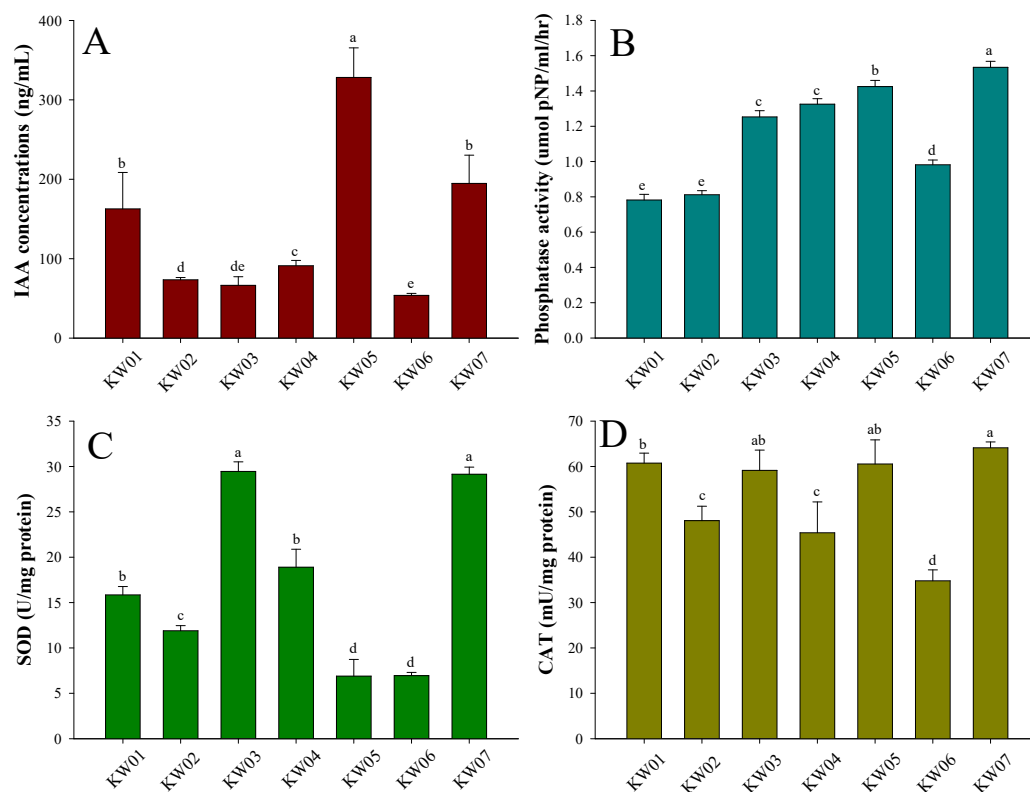 A
IAA concentrations (ng/mL)
400
300
200
100
0
b
d
de
c
a
e
b
KW01
KW02
KW03
KW04
KW05
KW06
KW07
B
Phosphatase activity (umol pNP/ml/hr)
1.8
1.6
1.4
1.2
1.0
0.8
0.6
0.4
0.2
0.0
e
e
c
c
b
d
a
KW01
KW02
KW03
KW04
KW05
KW06
KW07
C
SOD (U/mg protein)
35
30
25
20
15
10
5
0
b
c
a
b
d
d
a
KW01
KW02
KW03
KW04
KW05
KW06
KW07
D
CAT (mU/mg protein)
70
60
50
40
30
20
10
0
b
c
ab
c
ab
d
a
KW01
KW02
KW03
KW04
KW05
KW06
KW07